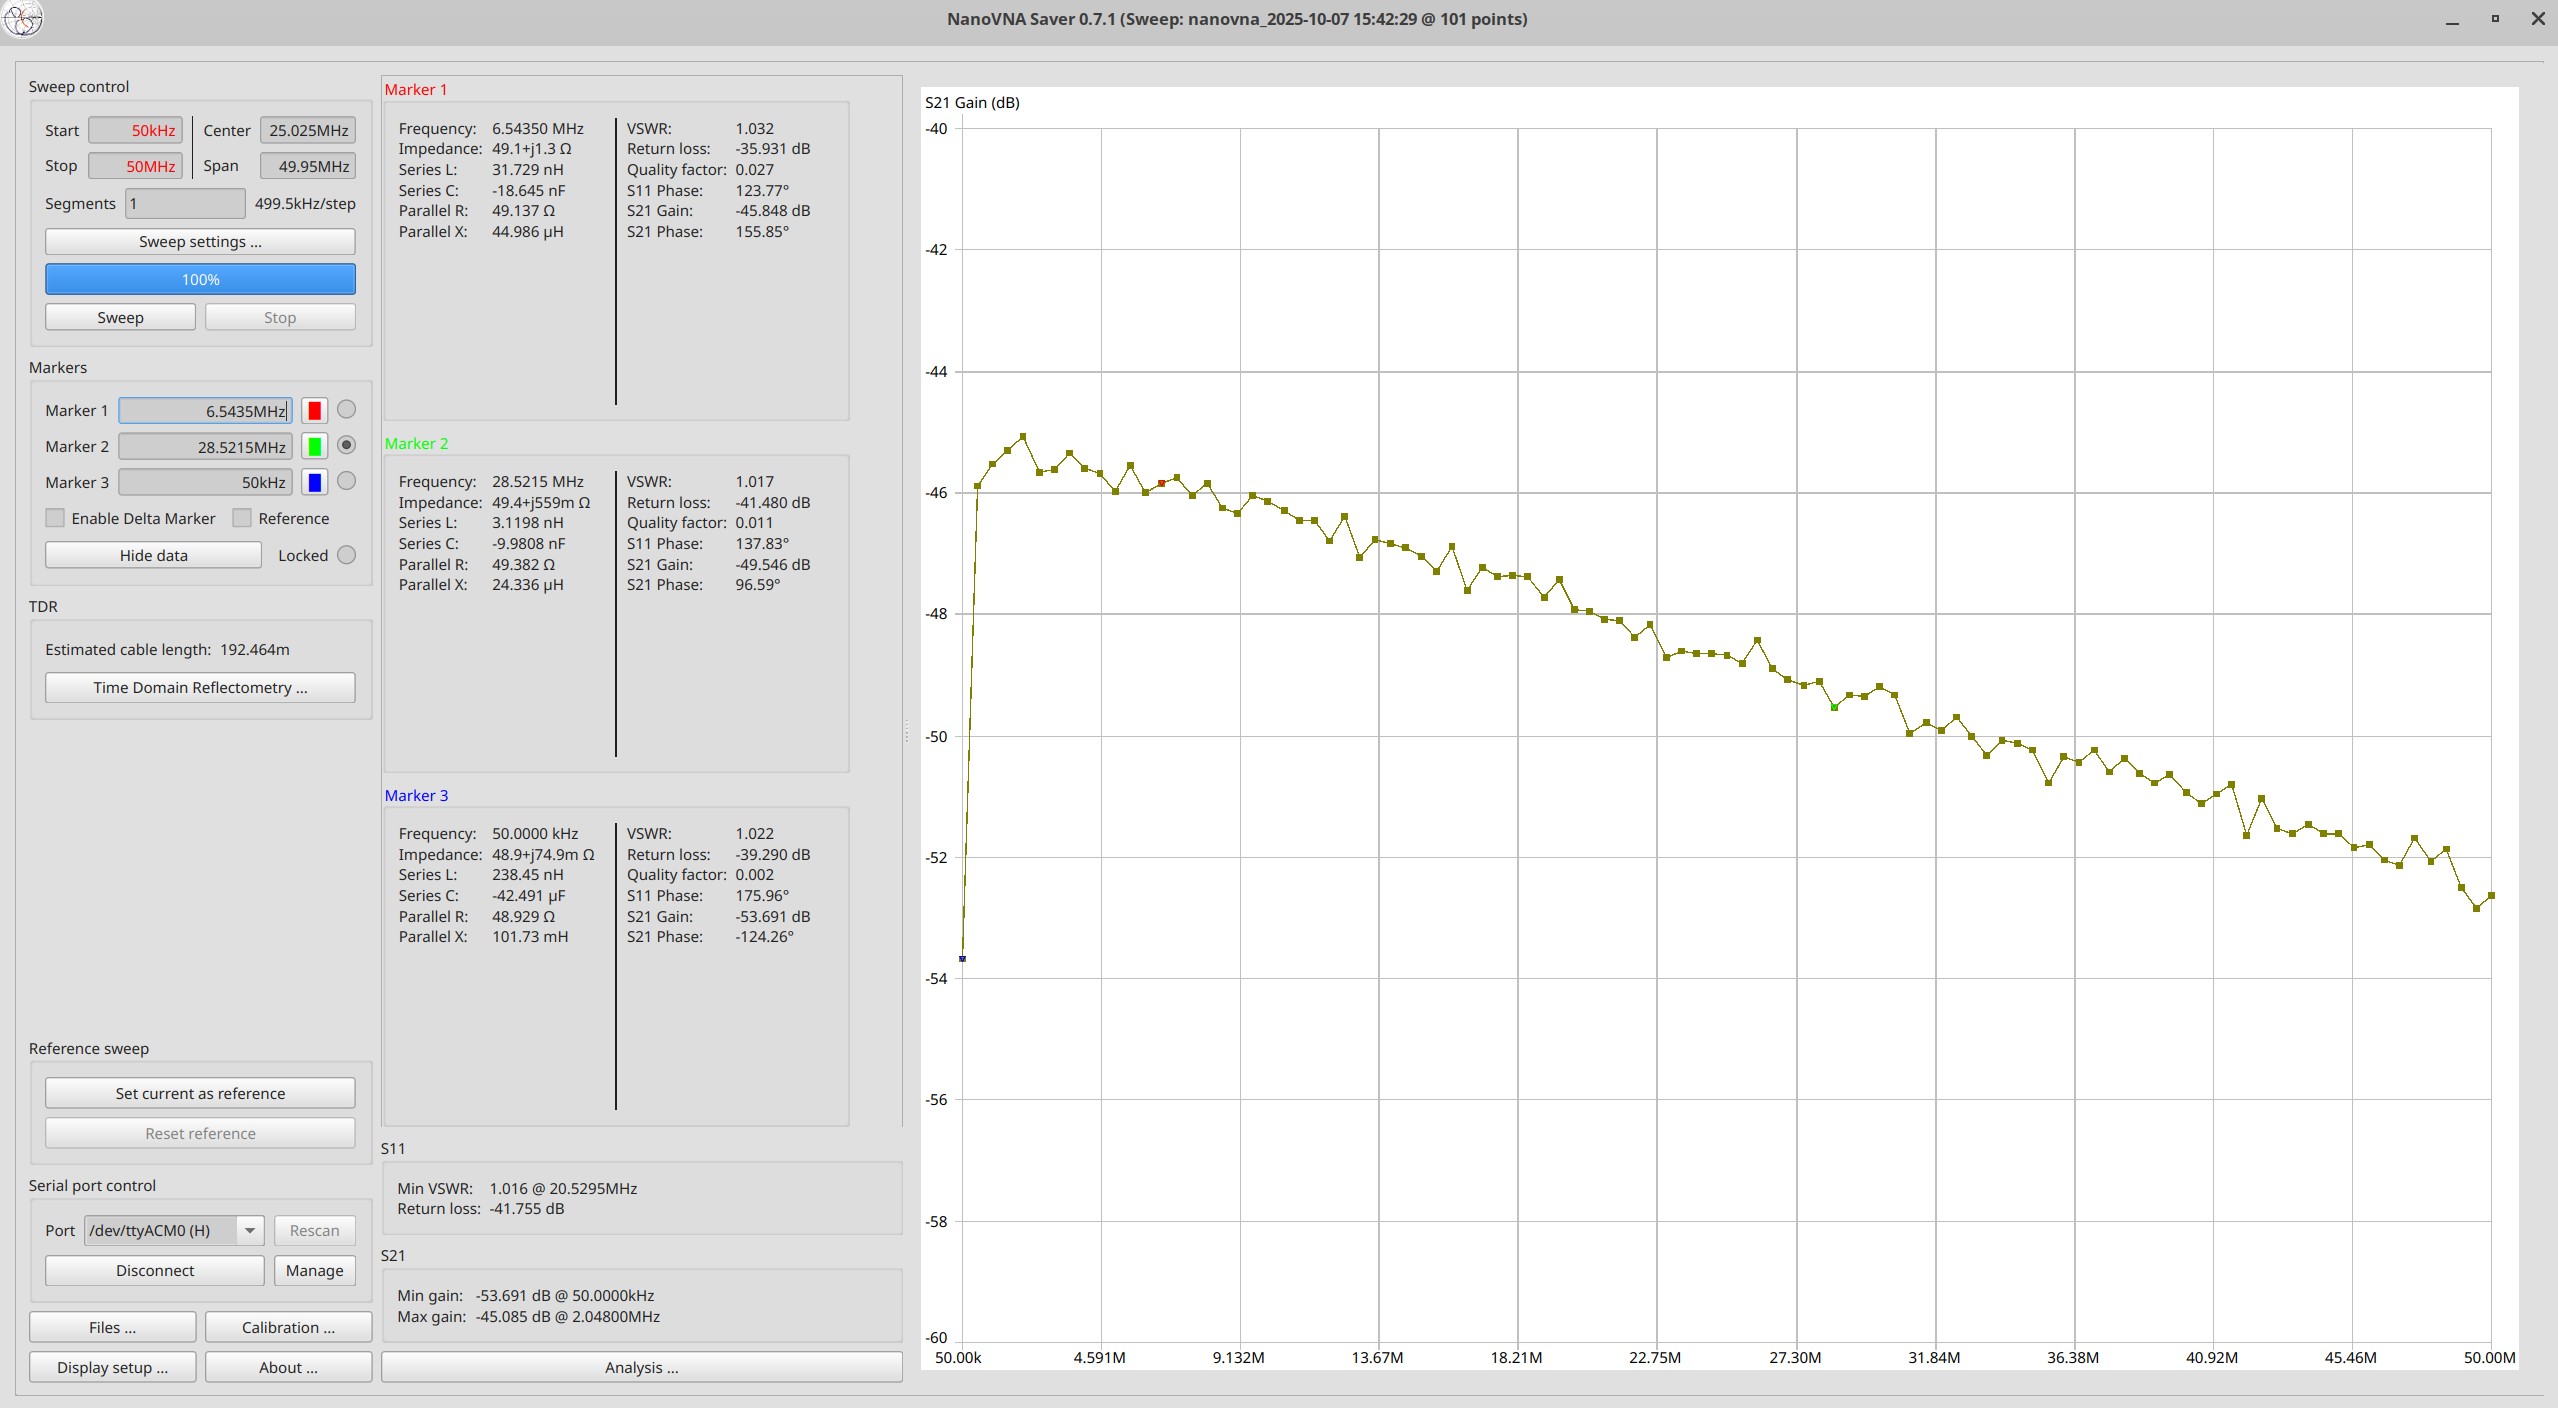 NanoVNA Saver 0.7.1 (Sweep: nanovna_2025-10-07 15:42:29 @ 101 points)
Sweep control
Start 50kHz Center 25.025MHz
Stop 50MHz Span 49.95MHz
Segments 1 499.5kHz/step
Sweep settings ...
100%
Sweep Stop
Markers
Marker 1 6.5435MHz
Marker 2 28.5215MHz
Marker 3 50kHz
Enable Delta Marker Reference
Hide data Locked
TDR
Estimated cable length: 192.464m
Time Domain Reflectometry ...
Reference sweep
Set current as reference
Reset reference
Serial port control
Port /dev/ttyACM0 (H) Rescan
Disconnect Manage
Files ... Calibration ...
Display setup ... About ...
Marker 1
Frequency: 6.54350 MHz VSWR: 1.032
Impedance: 49.1+j1.3 Ω Return loss: -35.931 dB
Series L: 31.729 nH Quality factor: 0.027
Series C: -18.645 nF S11 Phase: 123.77°
Parallel R: 49.137 Ω S21 Gain: -45.848 dB
Parallel X: 44.986 µH S21 Phase: 155.85°
Marker 2
Frequency: 28.5215 MHz VSWR: 1.017
Impedance: 49.4+j559m Ω Return loss: -41.480 dB
Series L: 3.1198 nH Quality factor: 0.011
Series C: -9.9808 nF S11 Phase: 137.83°
Parallel R: 49.382 Ω S21 Gain: -49.546 dB
Parallel X: 24.336 µH S21 Phase: 96.59°
Marker 3
Frequency: 50.0000 kHz VSWR: 1.022
Impedance: 48.9+j74.9m Ω Return loss: -39.290 dB
Series L: 238.45 nH Quality factor: 0.002
Series C: -42.491 µF S11 Phase: 175.96°
Parallel R: 48.929 Ω S21 Gain: -53.691 dB
Parallel X: 101.73 mH S21 Phase: -124.26°
S11
Min VSWR: 1.016 @ 20.5295MHz
Return loss: -41.755 dB
S21
Min gain: -53.691 dB @ 50.0000kHz
Max gain: -45.085 dB @ 2.04800MHz
Analysis ...
S21 Gain (dB)
-40
-42
-44
-46
-48
-50
-52
-54
-56
-58
-60
50.00k 4.591M 9.132M 13.67M 18.21M 22.75M 27.30M 31.84M 36.38M 40.92M 45.46M 50.00M